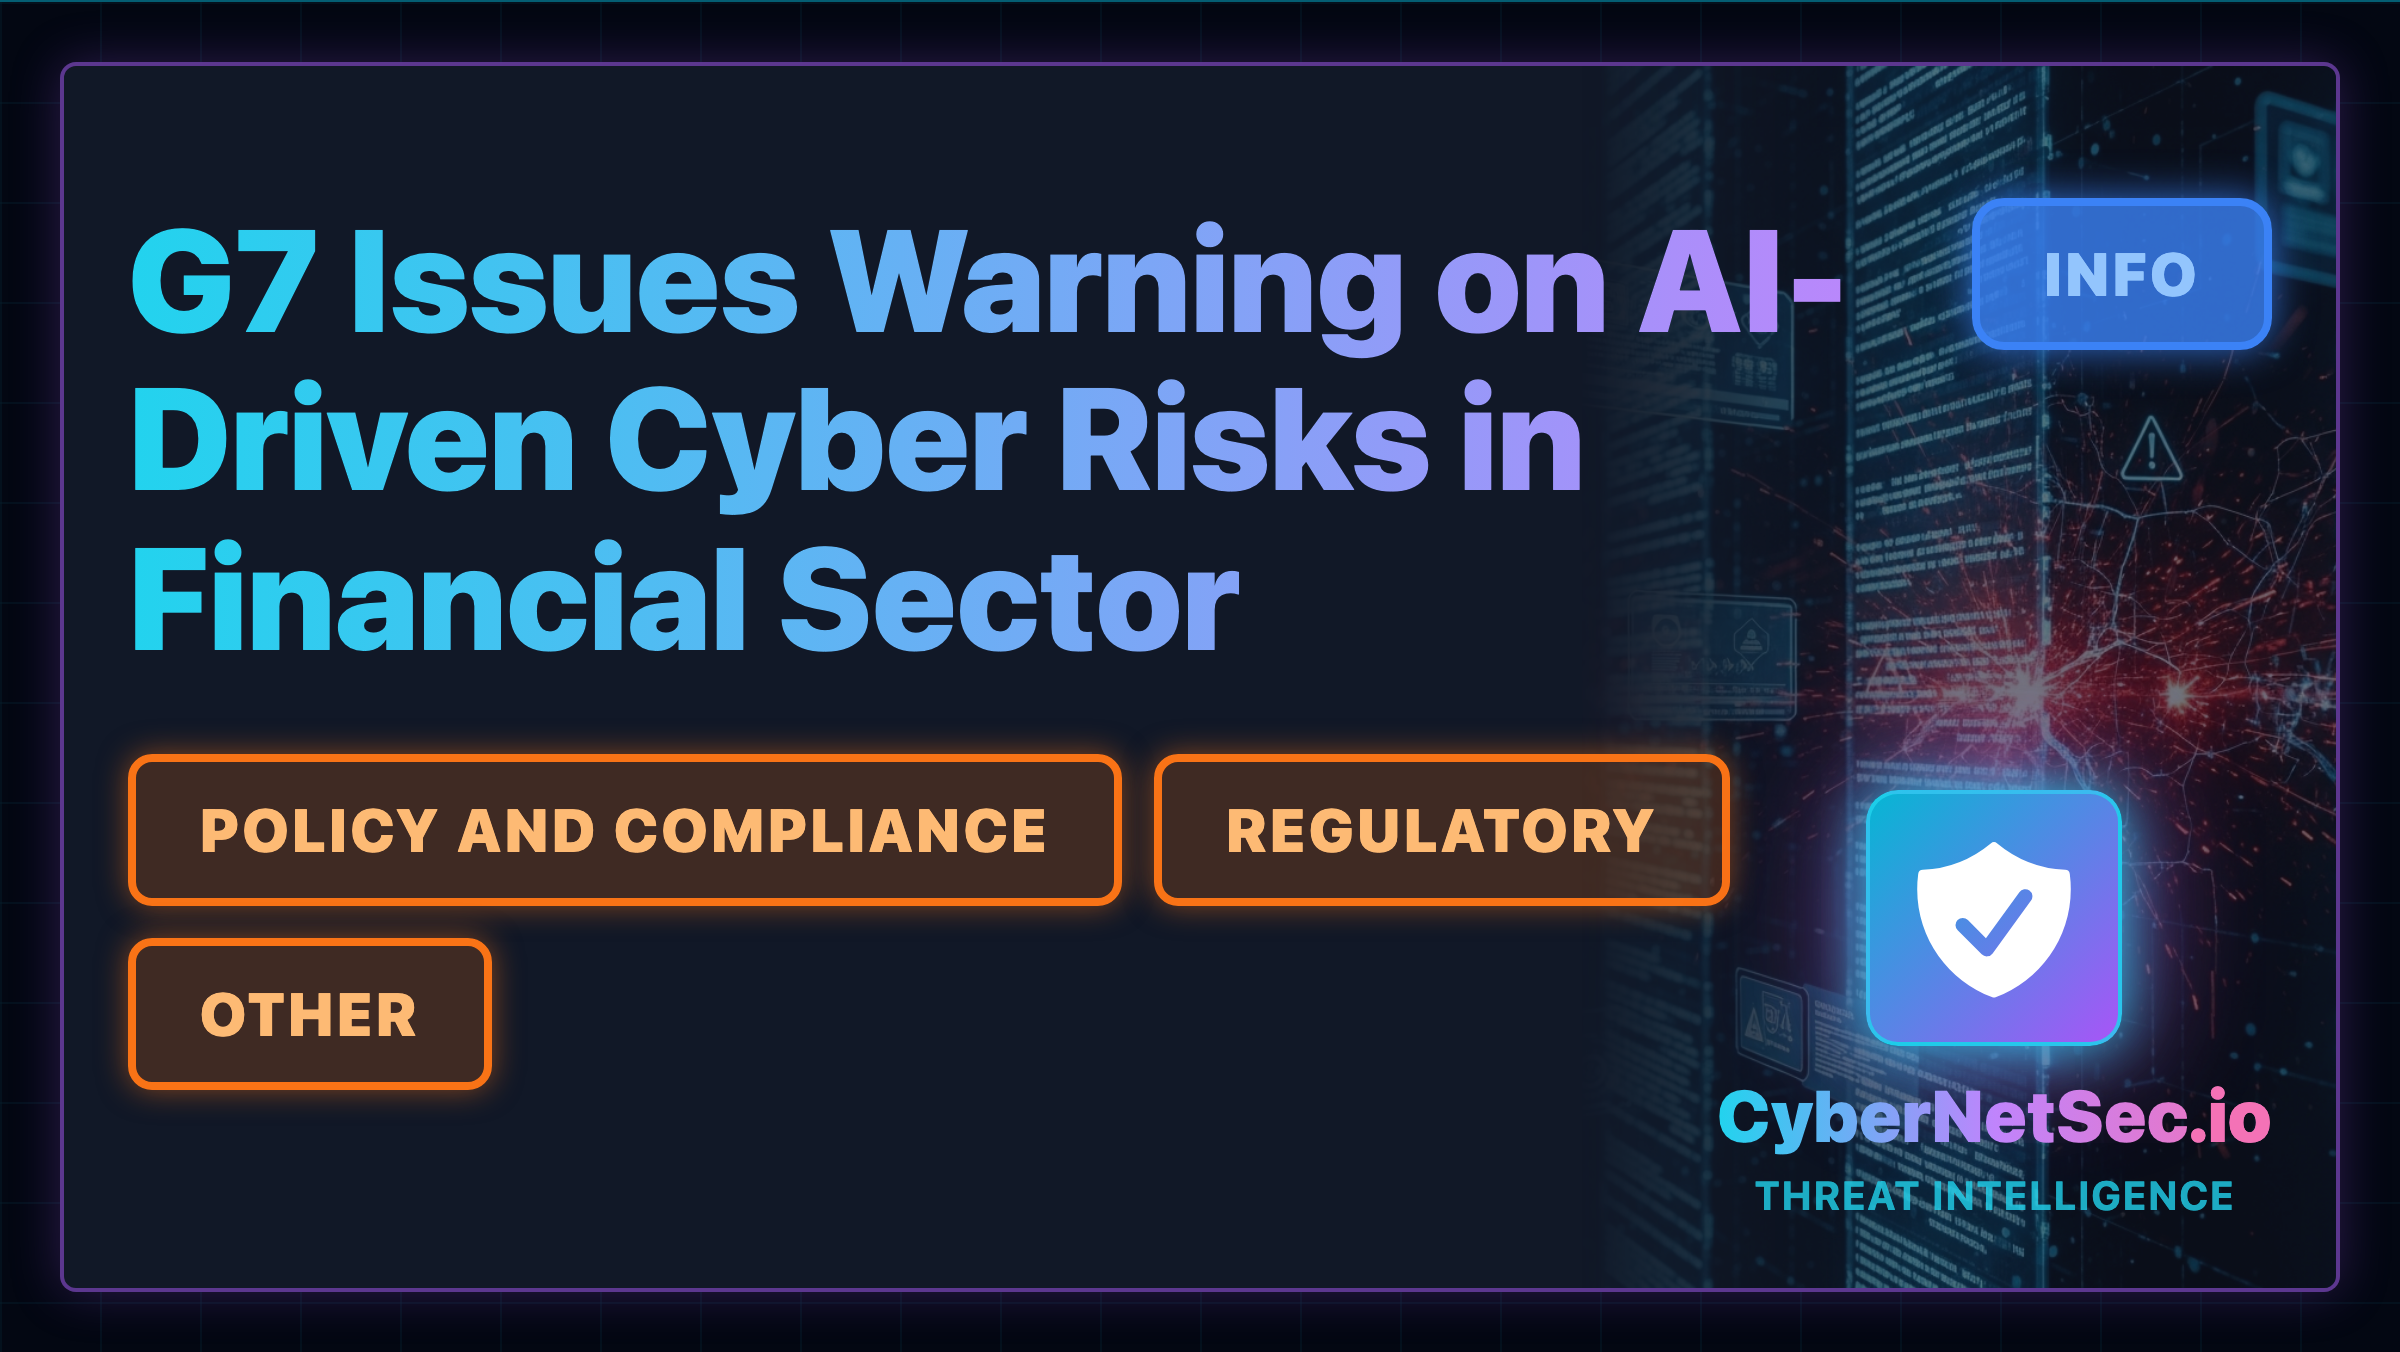 G7 Issues Warning on AI-
Driven Cyber Risks in
Financial Sector
INFO
POLICY AND COMPLIANCE
REGULATORY
OTHER
CyberNetSec.io
THREAT INTELLIGENCE